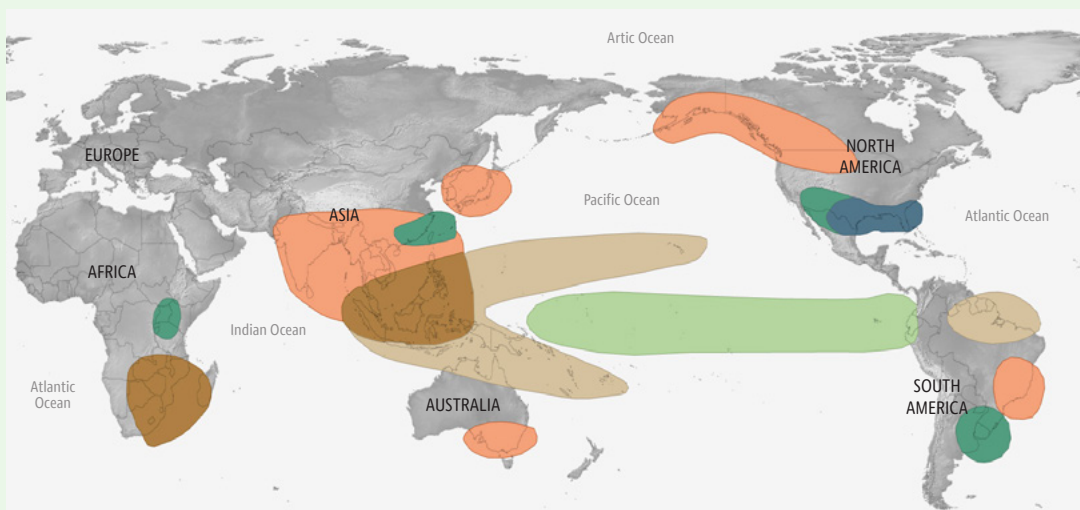 Artic Ocean
EUROPE
NORTH
AMERICA
Pacific Ocean
ASIA
Atlantic Ocean
AFRICA
Indian Ocean
Atlantic
Ocean
AUSTRALIA
SOUTH
AMERICA